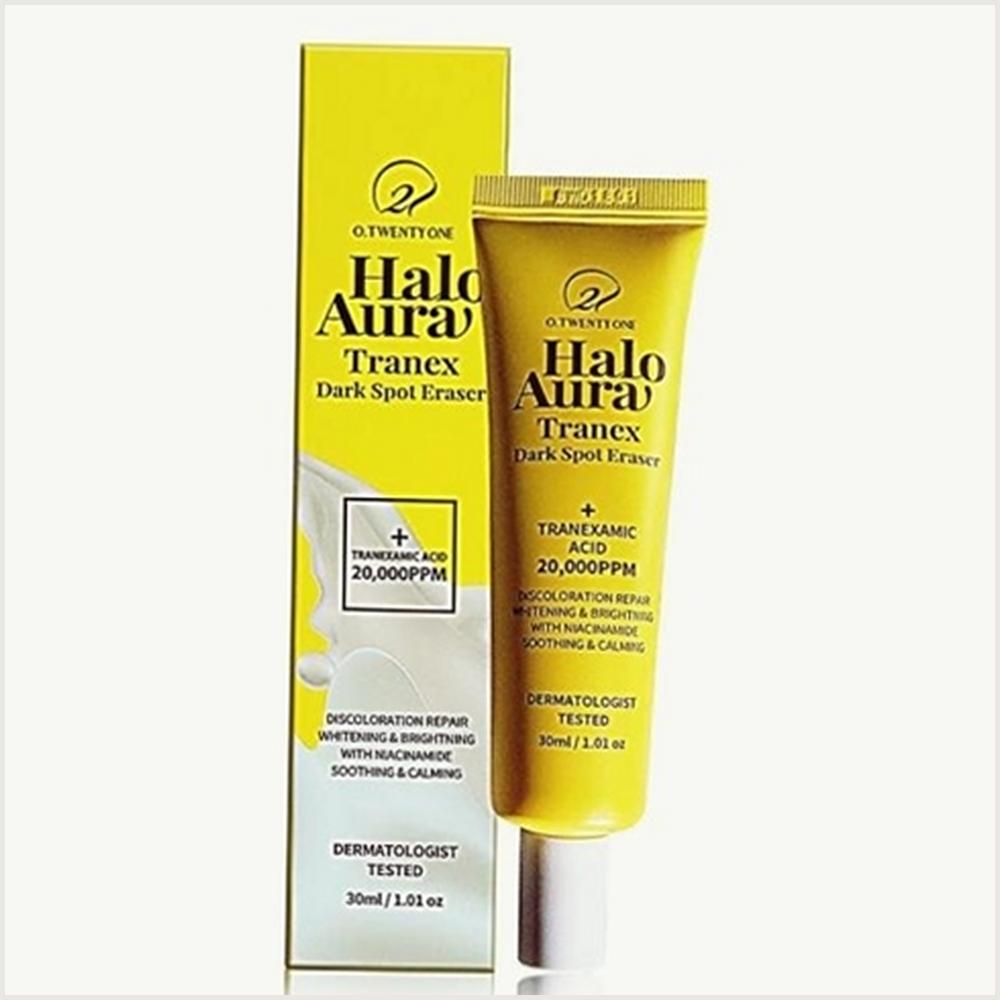 21
O.TWENTY ONE
Halo
Aura
Tranex
Dark Spot Eraser
+
TRANEXAMIC ACID
20,000PPM
DISCOLORATION REPAIR
WHITENING & BRIGHTNING
WITH NIACINAMIDE
SOOTHING & CALMING
DERMATOLOGIST
TESTED
30ml / 1.01 oz
21
O.TWENTY ONE
Halo
Aura
Tranex
Dark Spot Eraser
+
TRANEXAMIC
ACID
20,000PPM
DISCOLORATION REPAIR
WHITENING & BRIGHTNING
WITH NIACINAMIDE
SOOTHING & CALMING
DERMATOLOGIST
TESTED
30ml / 1.01 oz